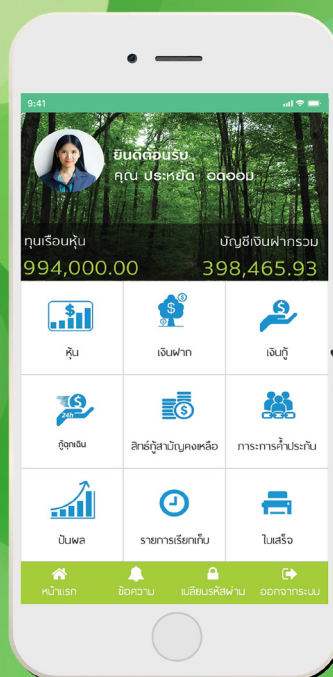 9:41
ยินดีต้อนรับ
คุณ ประหยัด อดออม
ทุนเรือนหุ้น บัญชีเงินฝากรวม
994,000.00 398,465.93
หุ้น เงินฝาก เงินกู้
24h
กู้ฉุกเฉิน สิทธ์กู้สามัญคงเหลือ ภาระการค้ำประกัน
ปันผล รายการเรียกเก็บ ใบเสร็จ
หน้าแรก ข้อความ เปลี่ยนรหัสผ่าน ออกจากระบบ